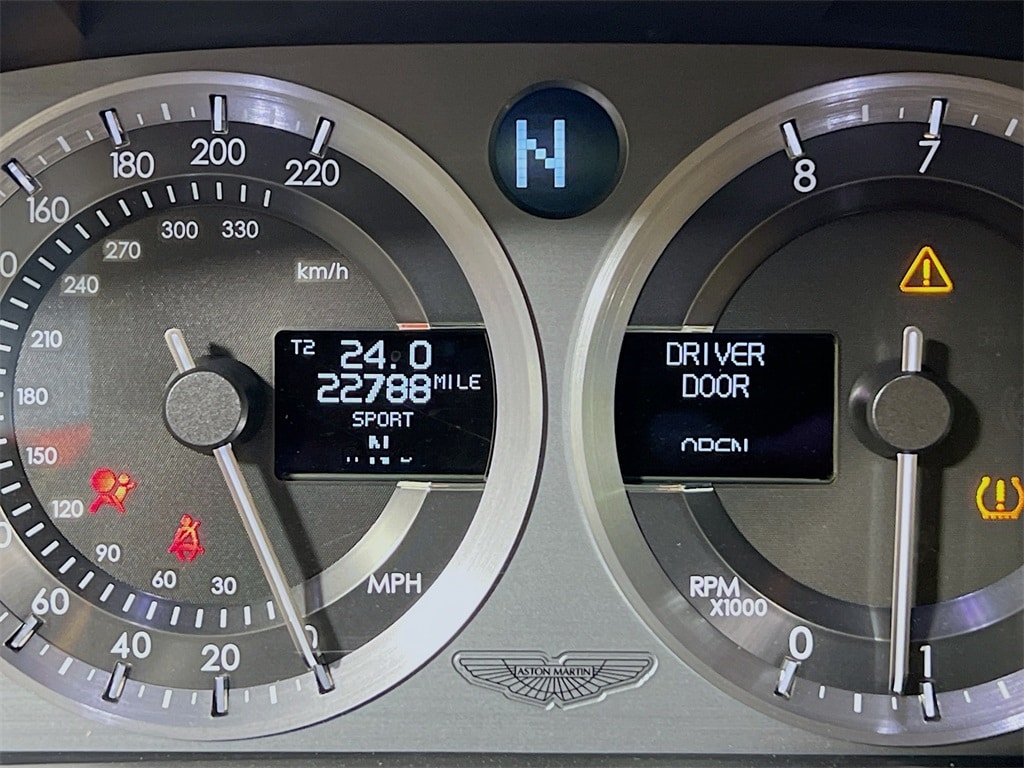 N
200
220
180
8
7
160
300
330
270
km/h
240
T2 24.0
22788 MILE
SPORT
DRIVER
DOOR
210
180
150
120
90
60
30
MPH
RPM
X1000
60
40
20
0
0
1
ASTON MARTIN